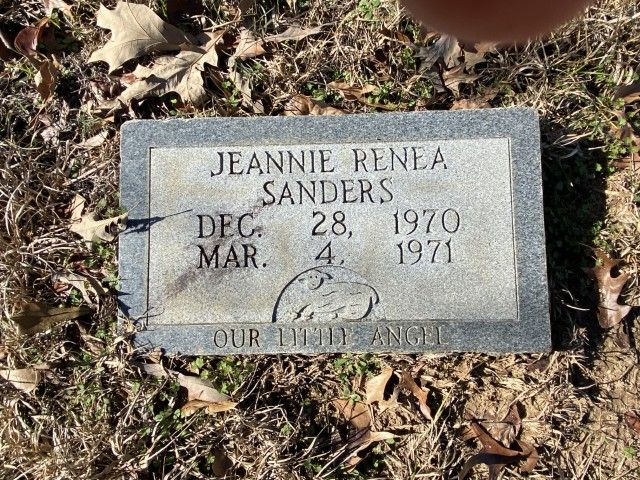 JEANNIE RENEA
SANDERS
DEC. 28, 1970
MAR. 4, 1971
OUR LITTLE ANGEL